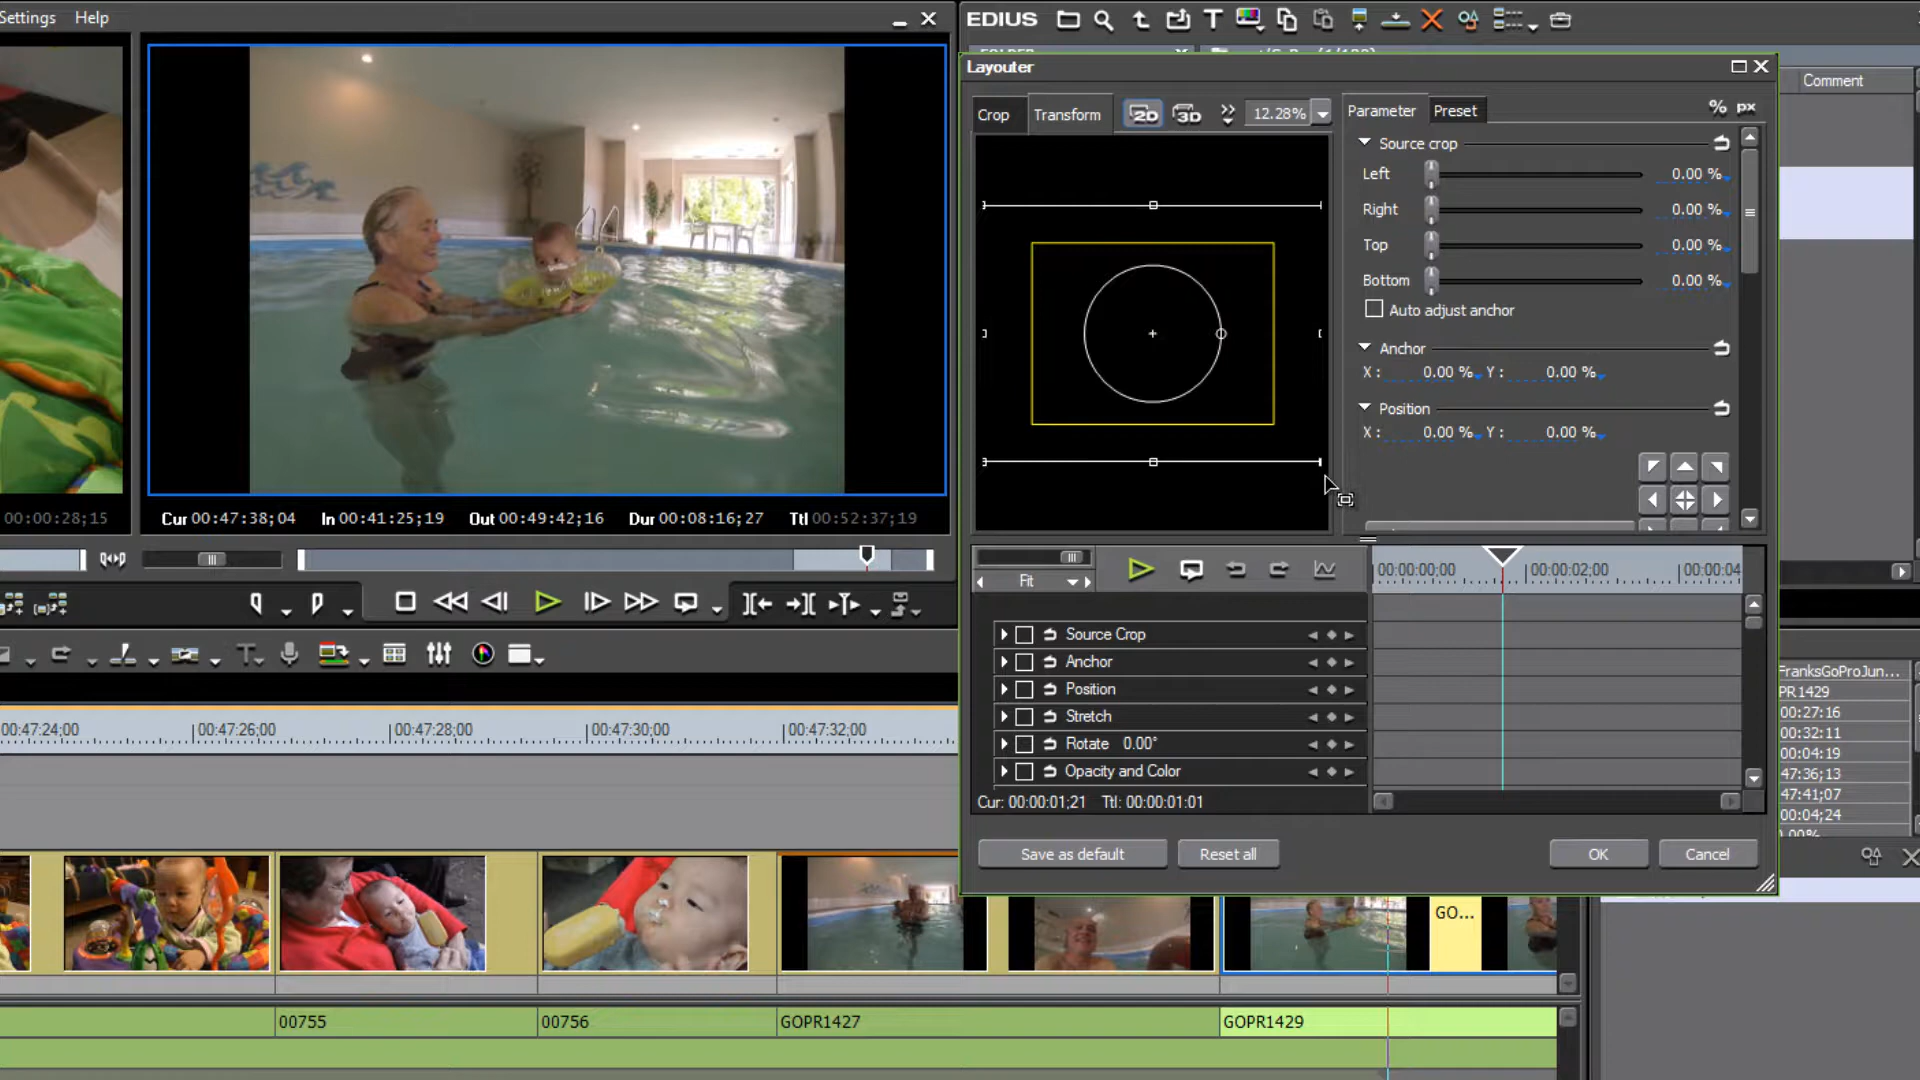 Settings Help
EDIUS
Layouter
Comment
Crop Transform 2D 3D 12.28% Parameter Preset % px
Source crop
Left 0.00 %
Right 0.00 %
Top 0.00 %
Bottom 0.00 %
Auto adjust anchor
Anchor
X : 0.00 % Y : 0.00 %
Position
X : 0.00 % Y : 0.00 %
00:00:28;15 Cur 00:47:38;04 In 00:41:25;19 Out 00:49:42;16 Dur 00:08:16;27 Ttl 00:52:37;19
Fit
00:00:00;00 00:00:02;00 00:00:04
Source Crop
Anchor
Position
Stretch
Rotate 0.00°
Opacity and Color
Cur: 00:00:01;21 Ttl: 00:00:01:01
Save as default Reset all OK Cancel
FranksGoProJun...
PR1429
00:27:16
00:32:11
00:04:19
47:36;13
47:41;07
00:04;24
00:47:24;00 00:47:26;00 00:47:28;00 00:47:30;00 00:47:32;00
GO...
00755 00756 GOPR1427 GOPR1429